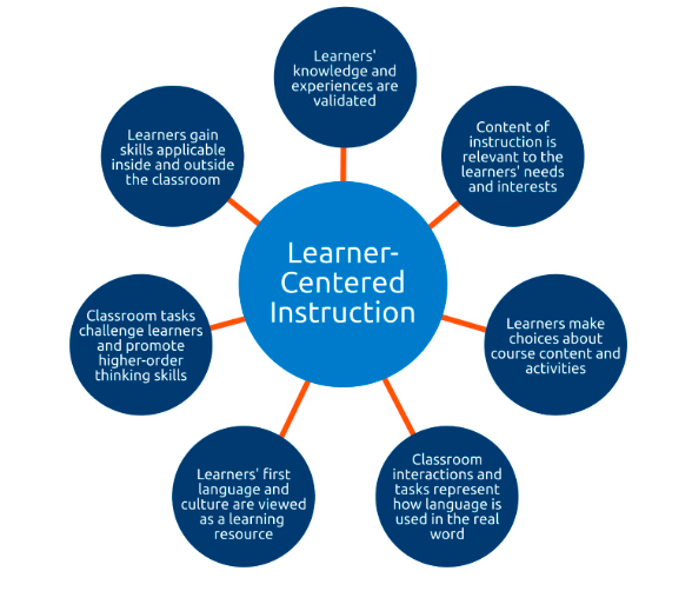 Learners'
knowledge and
experiences are
validated
Content of
instruction is
relevant to the
learners' needs
and interests
Learners make
choices about
course content and
activities
Classroom
interactions and
tasks represent
how language is
used in the real
word
Learners' first
language and
culture are viewed
as a learning
resource
Classroom tasks
challenge learners
and promote
higher-order
thinking skills
Learners gain
skills applicable
inside and outside
the classroom
Learner-
Centered
Instruction